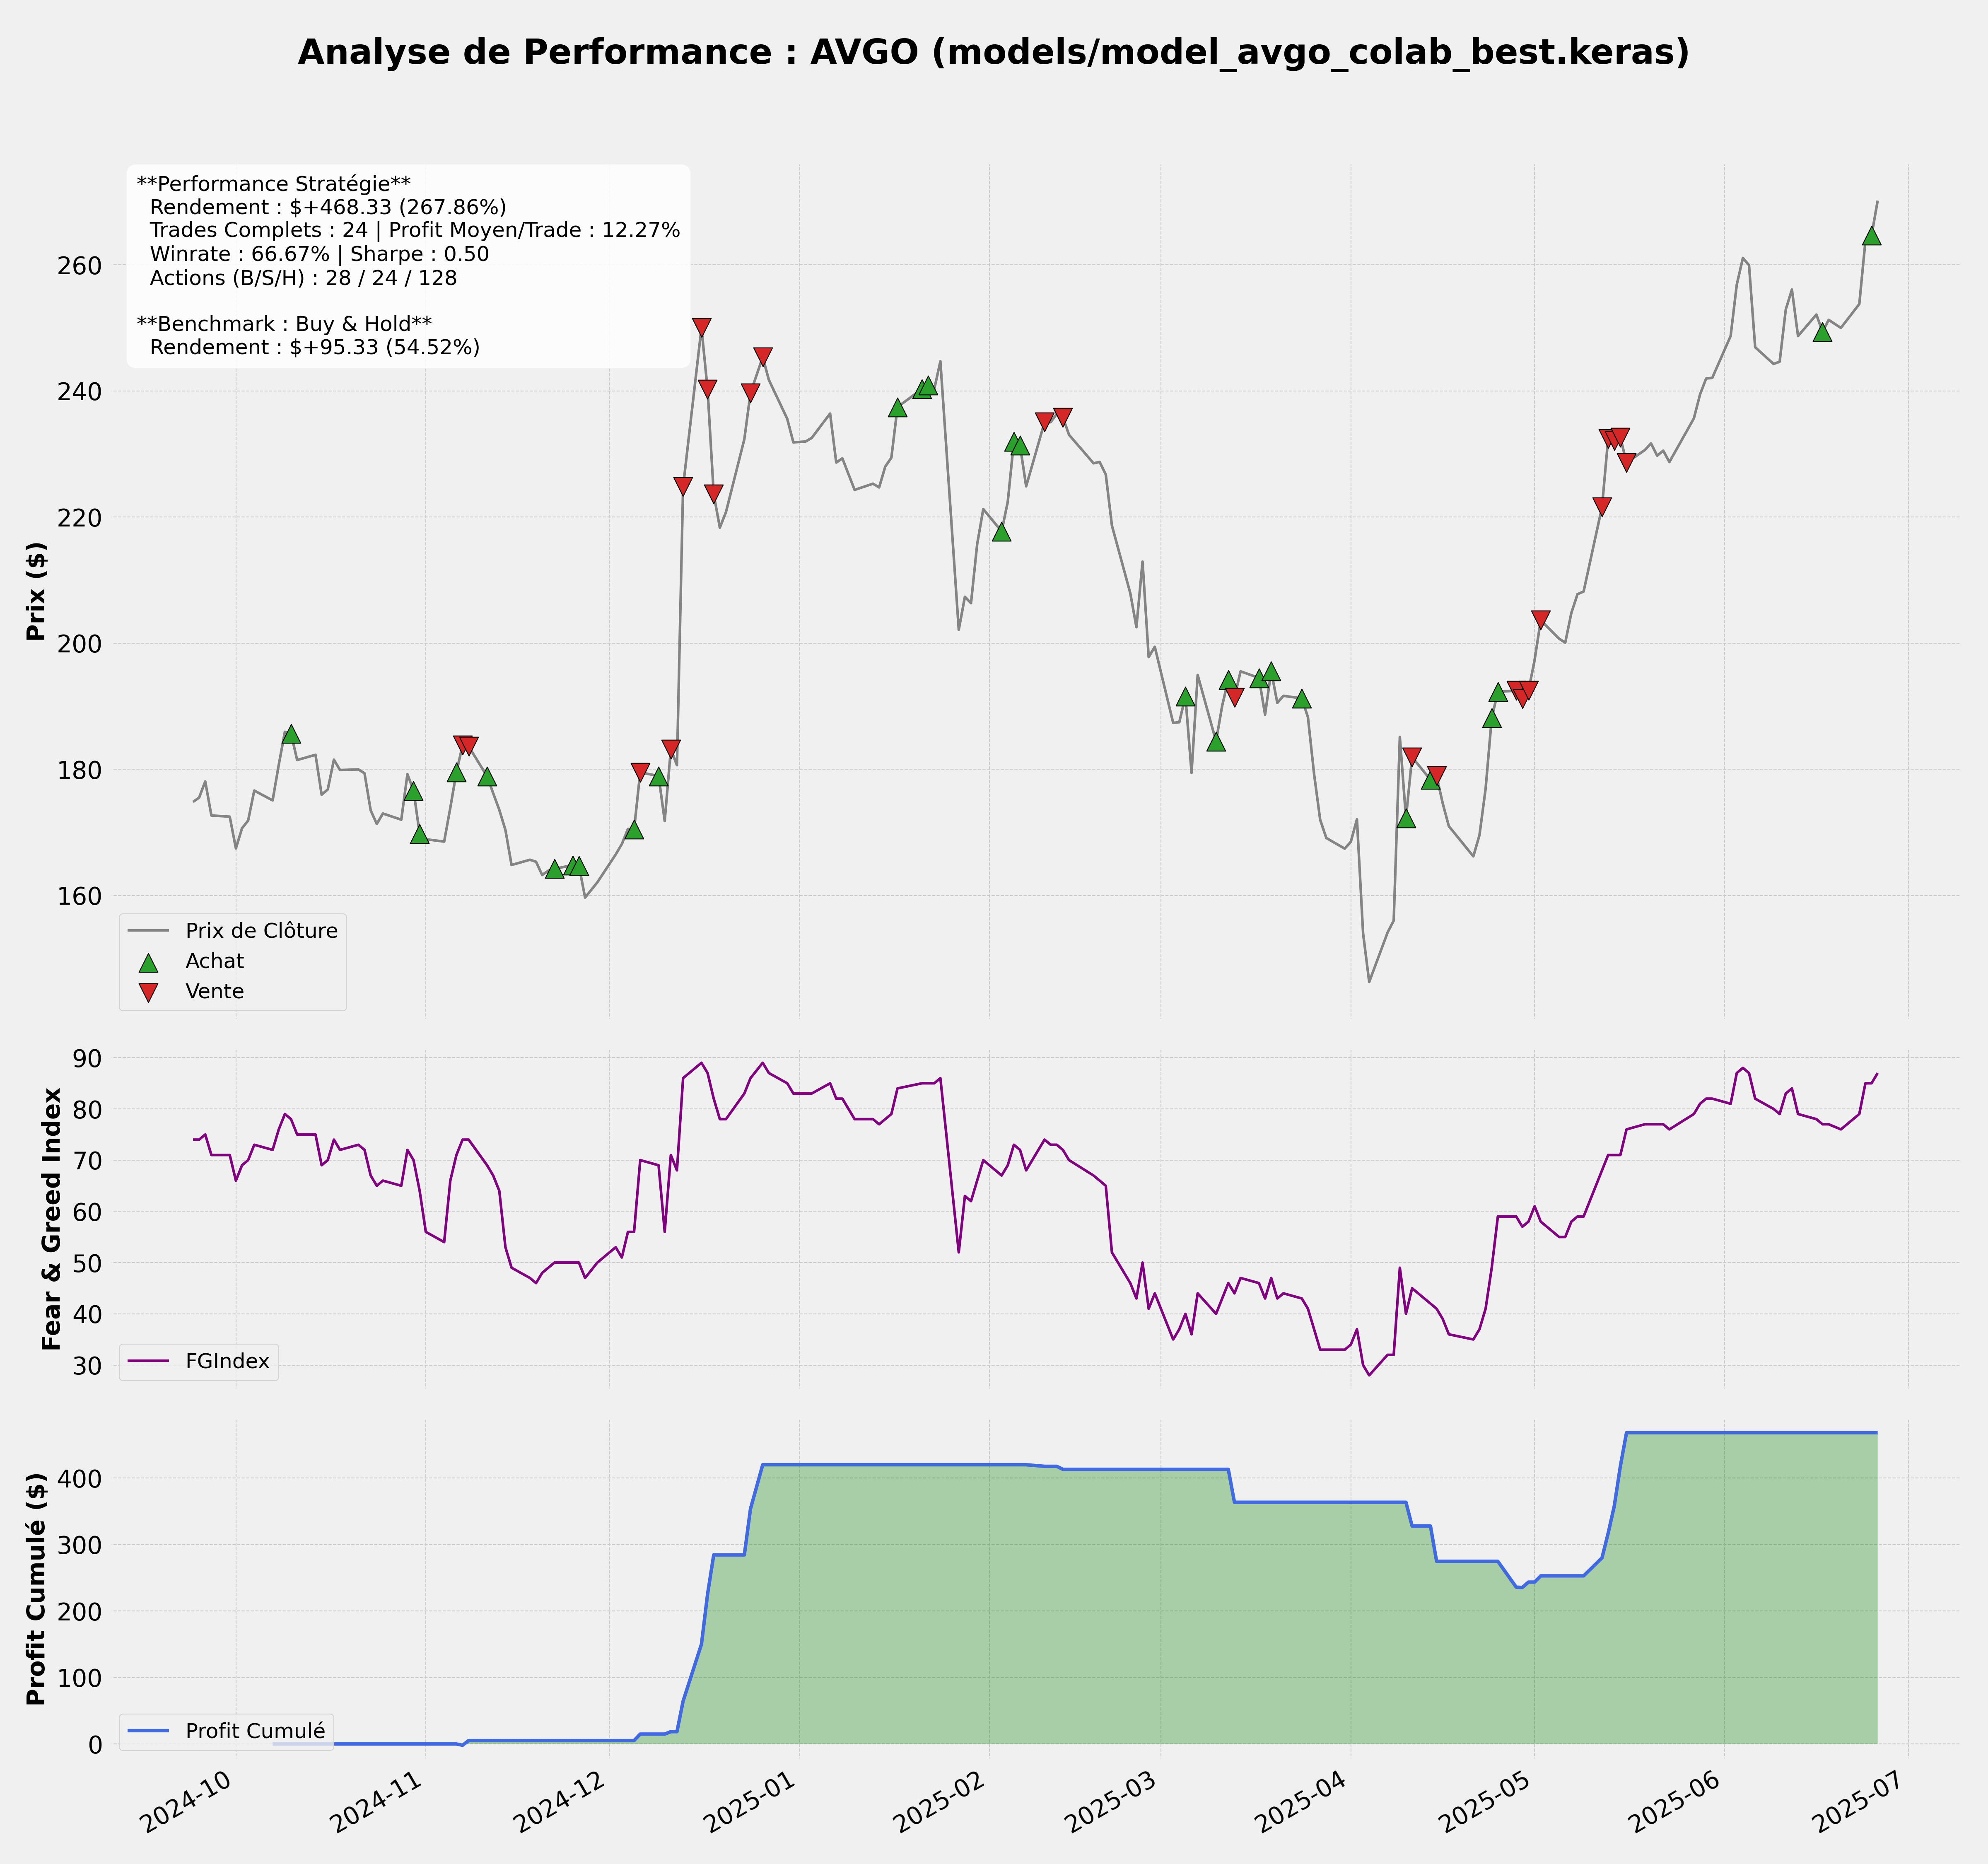 Analyse de Performance : AVGO (models/model_avgo_colab_best.keras)
**Performance Stratégie**
Rendement : $+468.33 (267.86%)
Trades Complets : 24 | Profit Moyen/Trade : 12.27%
Winrate : 66.67% | Sharpe : 0.50
Actions (B/S/H) : 28 / 24 / 128
**Benchmark : Buy & Hold**
Rendement : $+95.33 (54.52%)
Prix ($)
260
240
220
200
180
160
Prix de Clôture
Achat
Vente
Fear & Greed Index
90
80
70
60
50
40
30
FGIndex
Profit Cumulé ($)
400
300
200
100
0
Profit Cumulé
2024-10
2024-11
2024-12
2025-01
2025-02
2025-03
2025-04
2025-05
2025-06
2025-07